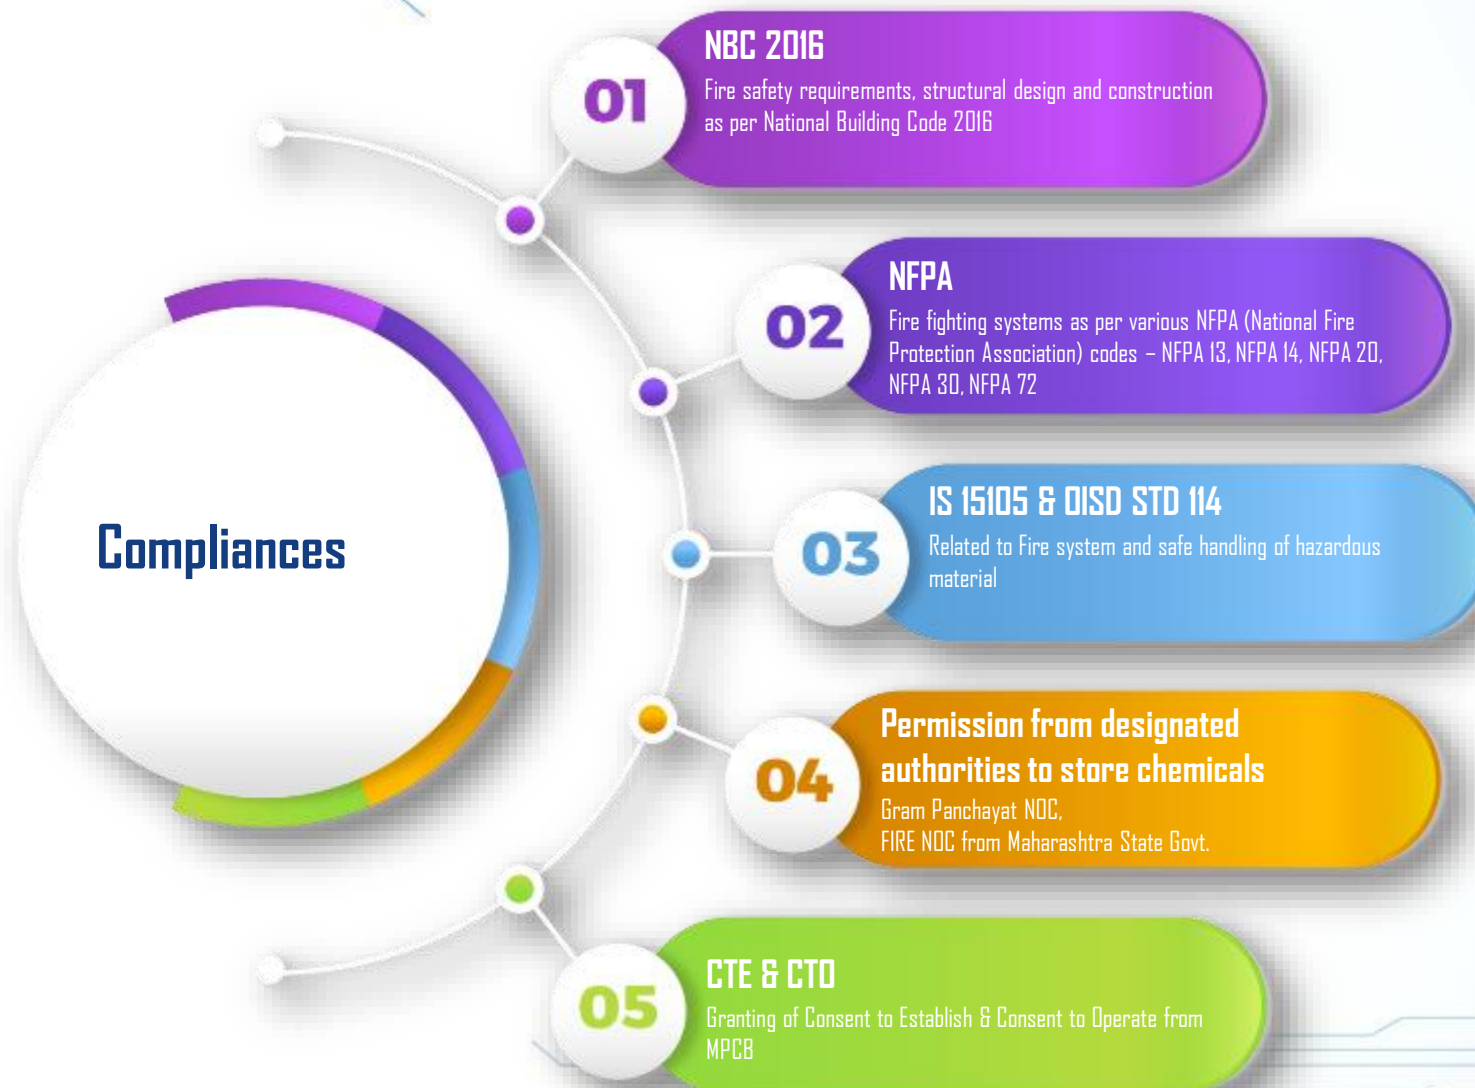 Compliances
01
NBC 2016
Fire safety requirements, structural design and construction
as per National Building Code 2016
02
NFPA
Fire fighting systems as per various NFPA (National Fire
Protection Association) codes – NFPA 13, NFPA 14, NFPA 20,
NFPA 30, NFPA 72
03
IS 15105 & OISD STD 114
Related to Fire system and safe handling of hazardous
material
04
Permission from designated
authorities to store chemicals
Gram Panchayat NOC,
FIRE NOC from Maharashtra State Govt.
05
CTE & CTO
Granting of Consent to Establish & Consent to Operate from
MPCB